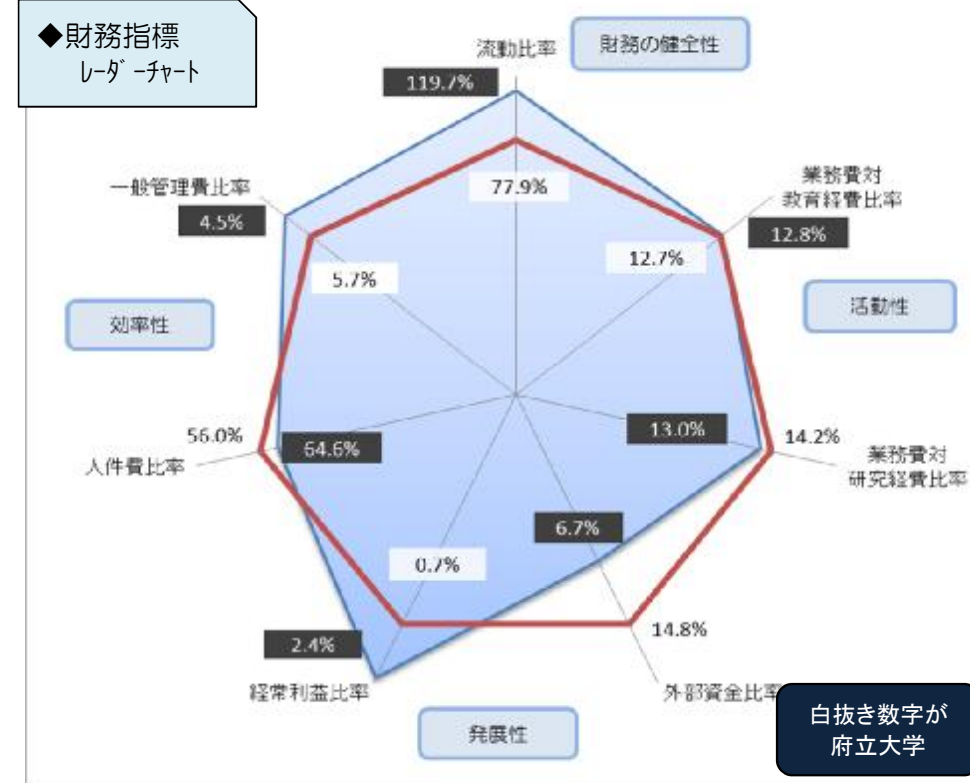 ◆財務指標
ﾚｰﾀﾞｰﾁｬｰﾄ
流動比率
財務の健全性
119.7%
77.9%
一般管理費比率
4.5%
5.7%
業務費対
教育経費比率
12.8%
12.7%
効率性
活動性
56.0%
人件費比率
64.6%
13.0%
14.2%
業務費対
研究経費比率
6.7%
0.7%
14.8%
2.4%
経常利益比率
外部資金比率
発展性
白抜き数字が
府立大学